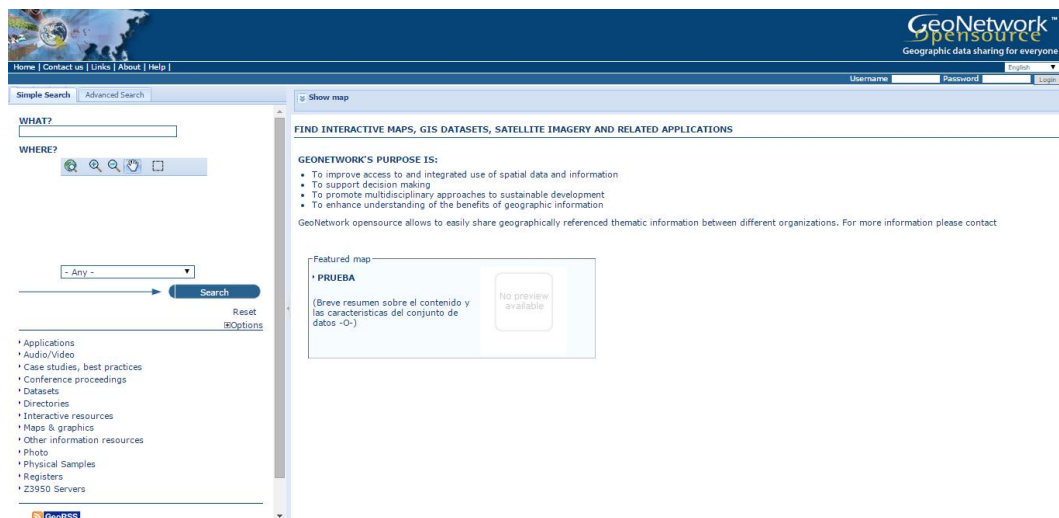 GeoNetwork™
Opensource
Geographic data sharing for everyone
Home | Contact us | Links | About | Help |
English
Username Password Login
Simple Search Advanced Search
Show map
WHAT?
WHERE?
- Any -
Search
Reset
Options
Applications
Audio/Video
Case studies, best practices
Conference proceedings
Datasets
Directories
Interactive resources
Maps & graphics
Other information resources
Photo
Physical Samples
Registers
Z3950 Servers
GeoRSS
FIND INTERACTIVE MAPS, GIS DATASETS, SATELLITE IMAGERY AND RELATED APPLICATIONS
GEONETWORK'S PURPOSE IS:
• To improve access to and integrated use of spatial data and information
• To support decision making
• To promote multidisciplinary approaches to sustainable development
• To enhance understanding of the benefits of geographic information
GeoNetwork opensource allows to easily share geographically referenced thematic information between different organizations. For more information please contact
Featured map
PRUEBA
(Breve resumen sobre el contenido y
las caracteristicas del conjunto de
datos -O-)
No preview
available